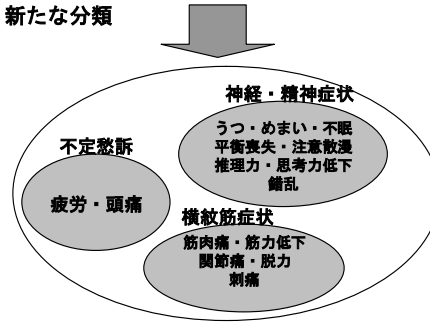 新たな分類
神経・精神症状
うつ・めまい・不眠
平衡喪失・注意散漫
推理力・思考力低下
錯乱
不定愁訴
疲労・頭痛
横紋筋症状
筋肉痛・筋力低下
関節痛・脱力
刺痛